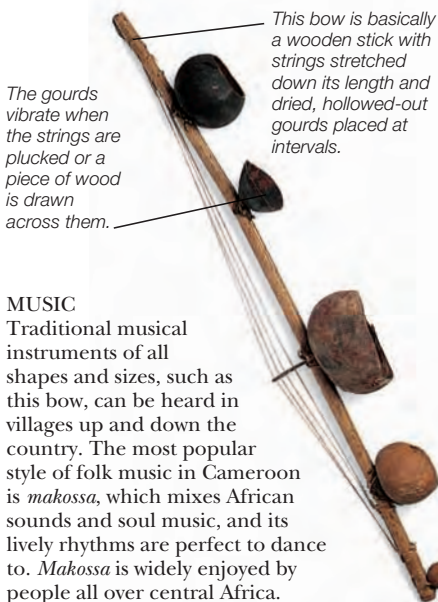 This bow is basically
a wooden stick with
strings stretched
down its length and
dried, hollowed-out
gourds placed at
intervals.
The gourds
vibrate when
the strings are
plucked or a
piece of wood
is drawn
across them.
MUSIC
Traditional musical
instruments of all
shapes and sizes, such as
this bow, can be heard in
villages up and down the
country. The most popular
style of folk music in Cameroon
is makossa, which mixes African
sounds and soul music, and its
lively rhythms are perfect to dance
to. Makossa is widely enjoyed by
people all over central Africa.